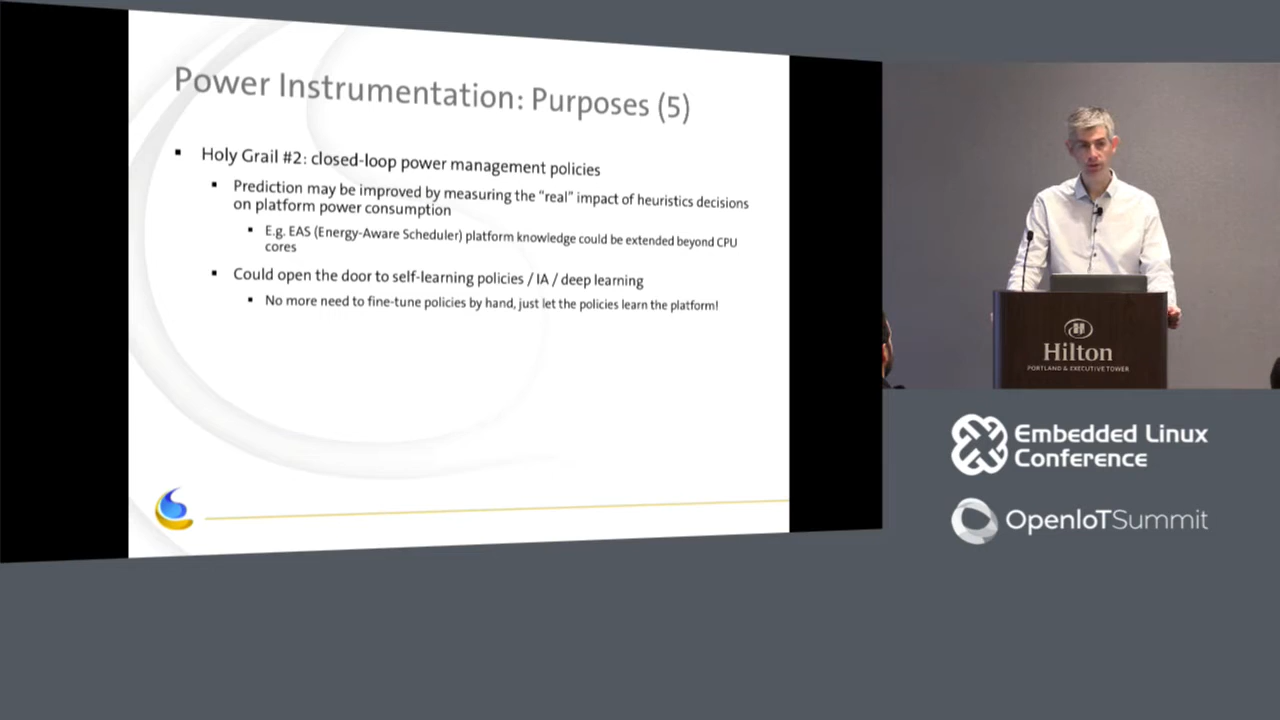 Power Instrumentation: Purposes (5)
▪ Holy Grail #2: closed-loop power management policies
▪ Prediction may be improved by measuring the "real" impact of heuristics decisions
on platform power consumption
▪ E.g. EAS (Energy-Aware Scheduler) platform knowledge could be extended beyond CPU
cores
▪ Could open the door to self-learning policies / IA / deep learning
▪ No more need to fine-tune policies by hand, just let the policies learn the platform!
H
Hilton
PORTLAND & EXECUTIVE TOWER
Embedded Linux
Conference
OpenIoTSummit